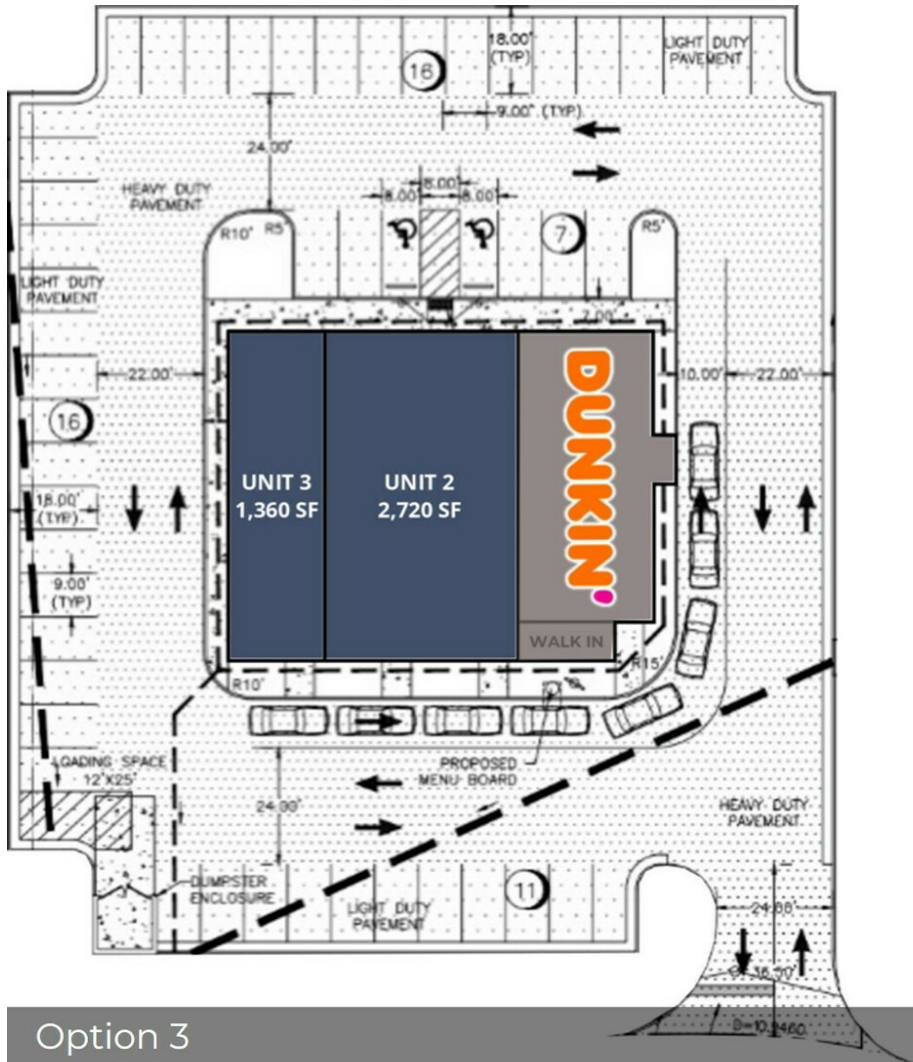 18.00'
(TYP)
LIGHT DUTY
PAVEMENT
16
9.00' (TYP)
24.00'
8.00'
8.00'
8.00'
HEAVY DUTY
PAVEMENT
R10'
R5'
7
R5'
LIGHT DUTY
PAVEMENT
7.00'
22.00'
10.00'
22.00'
16
DUNKIN'
UNIT 3
1,360 SF
UNIT 2
2,720 SF
18.00'
(TYP)
9.00'
(TYP)
WALK IN
R10'
R15'
LOADING SPACE
12'X25'
PROPOSED
MENU BOARD
24.00'
HEAVY DUTY
PAVEMENT
DUMPSTER
ENCLOSURE
11
LIGHT DUTY
PAVEMENT
24.00'
36.50'
Option 3